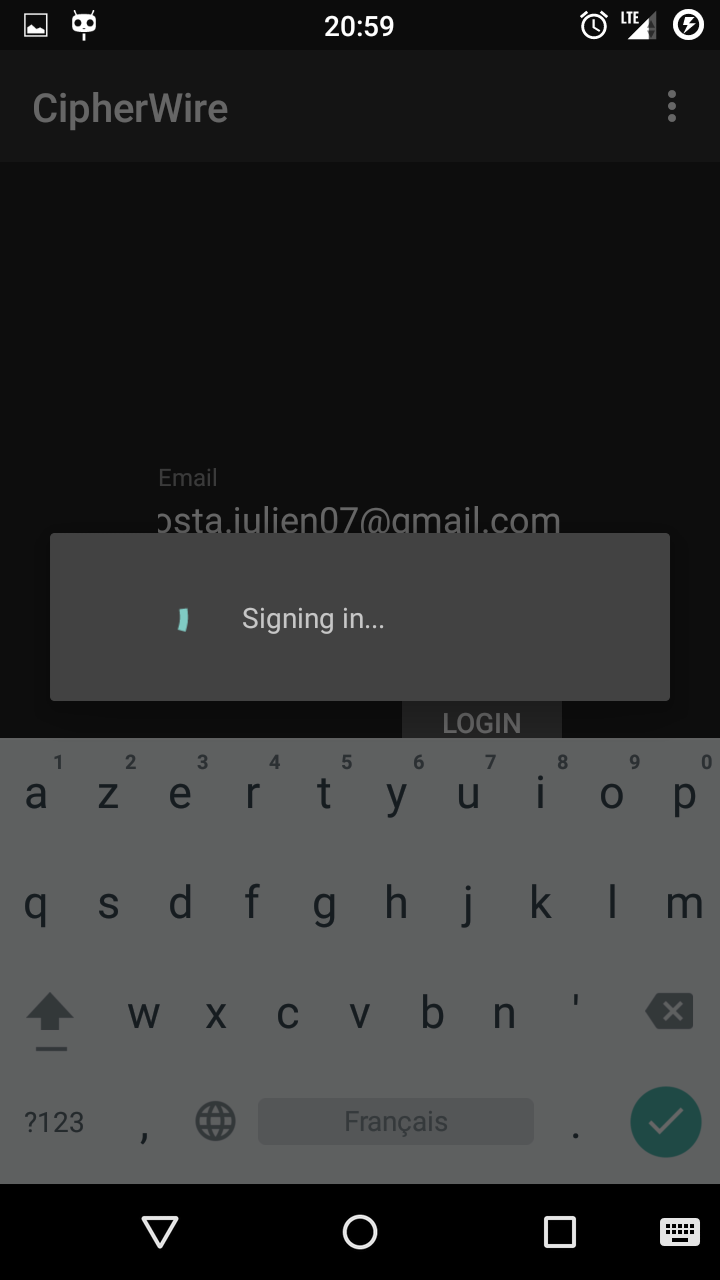 20:59
LTE
CipherWire
Email
osta.julien07@gmail.com
Signing in...
LOGIN
1 2 3 4 5 6 7 8 9 0
a z e r t y u i o p
q s d f g h j k l m
w x c v b n '
?123 , Français .